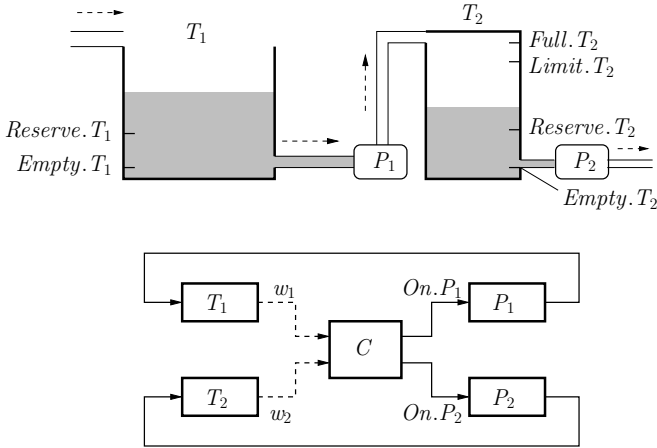 T₁
T₂
Full.T₂
Limit.T₂
Reserve.T₁
Reserve.T₂
P₁
P₂
Empty.T₁
Empty.T₂
w₁
On.P₁
T₁
P₁
C
T₂
P₂
w₂
On.P₂